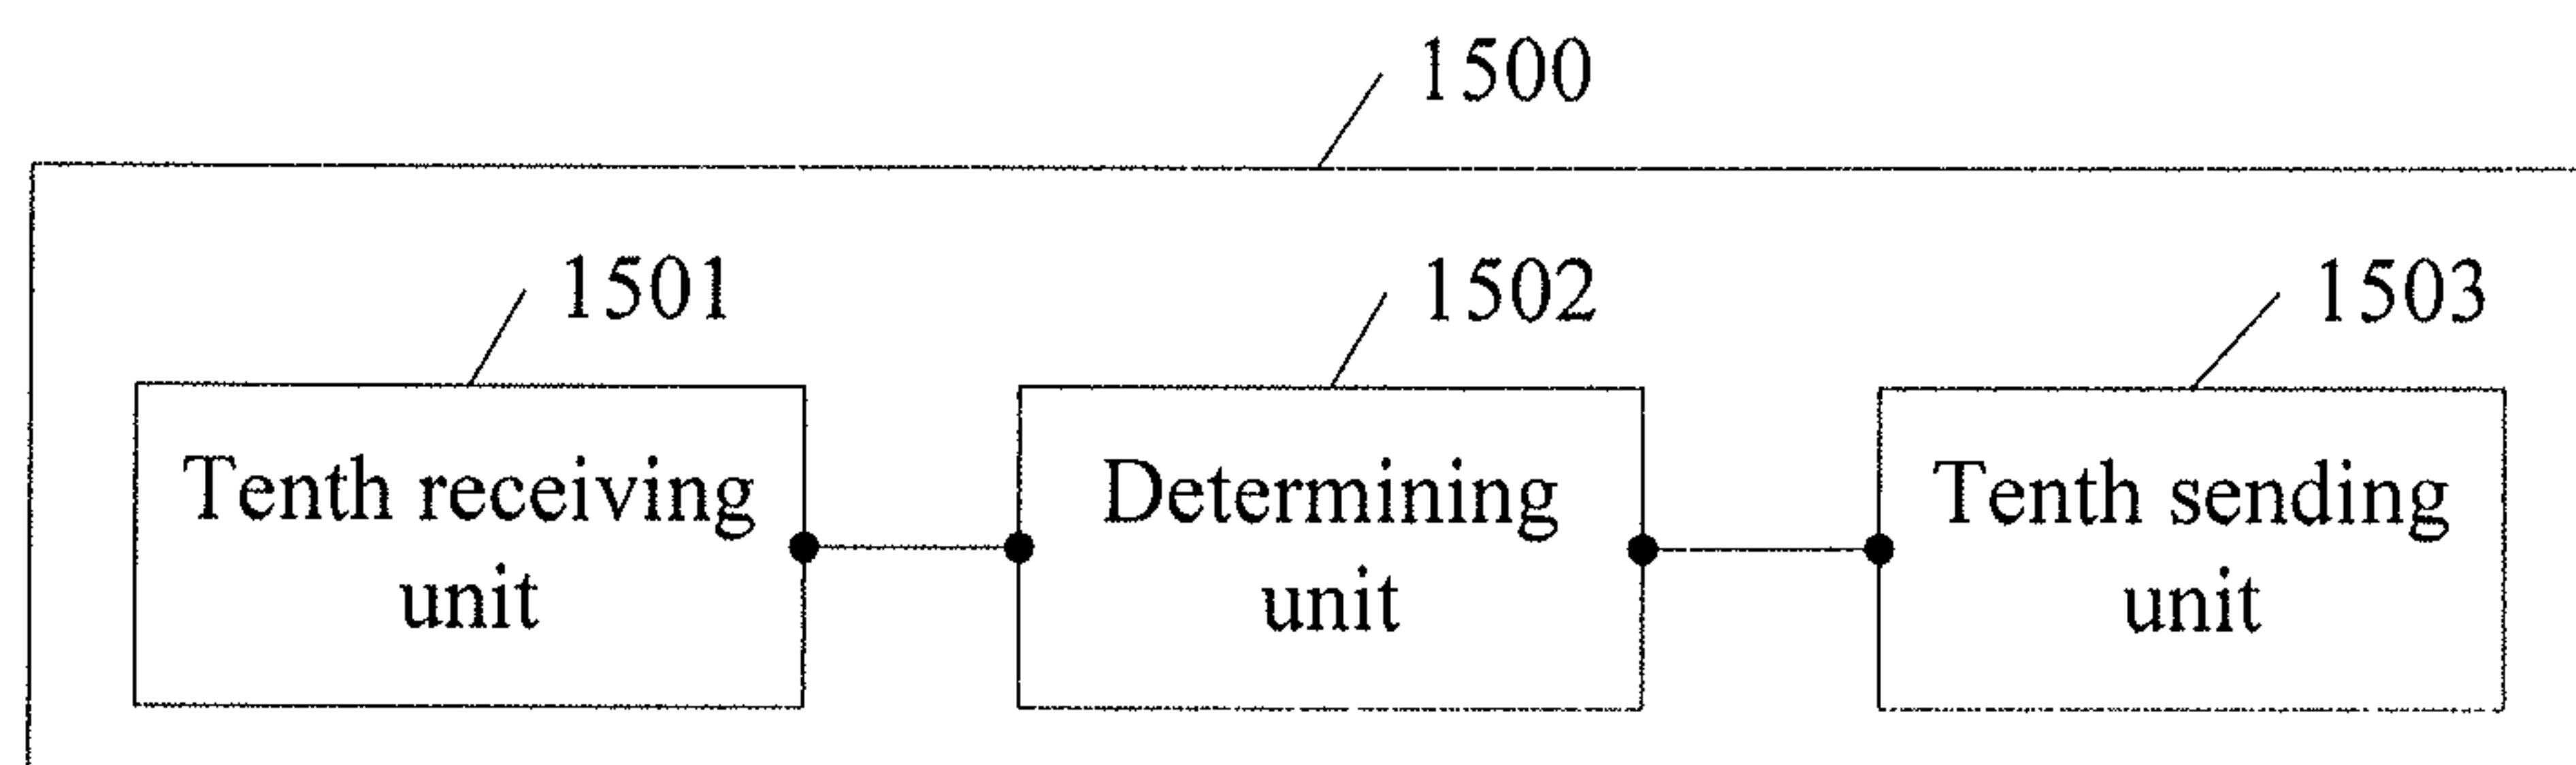 1500
1501
1502
1503
Tenth receiving
unit
Determining
unit
Tenth sending
unit